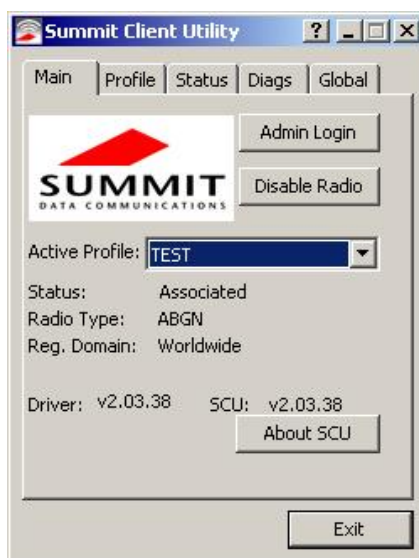 Summit Client Utility
Main Profile Status Diags Global
Admin Login
SUMMIT
DATA COMMUNICATIONS
Disable Radio
Active Profile: TEST
Status: Associated
Radio Type: ABGN
Reg. Domain: Worldwide
Driver: v2.03.38 SCU: v2.03.38
About SCU
Exit